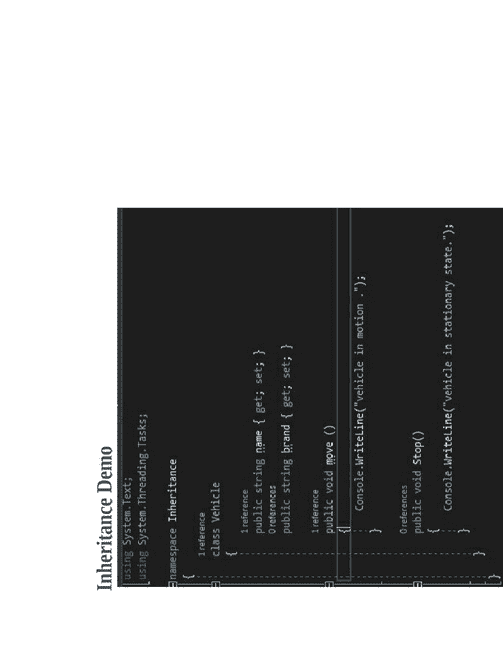 Inheritance Demo
using System.Text;
using System.Threading.Tasks;
namespace Inheritance
{
1 reference
class Vehicle
{
1 reference
public string name { get; set; }
0 references
public string brand { get; set; }
1 reference
public void move ()
{
Console.WriteLine("vehicle in motion .");
}
0 references
public void Stop()
{
Console.WriteLine("vehicle in stationary state.");
}
}
}